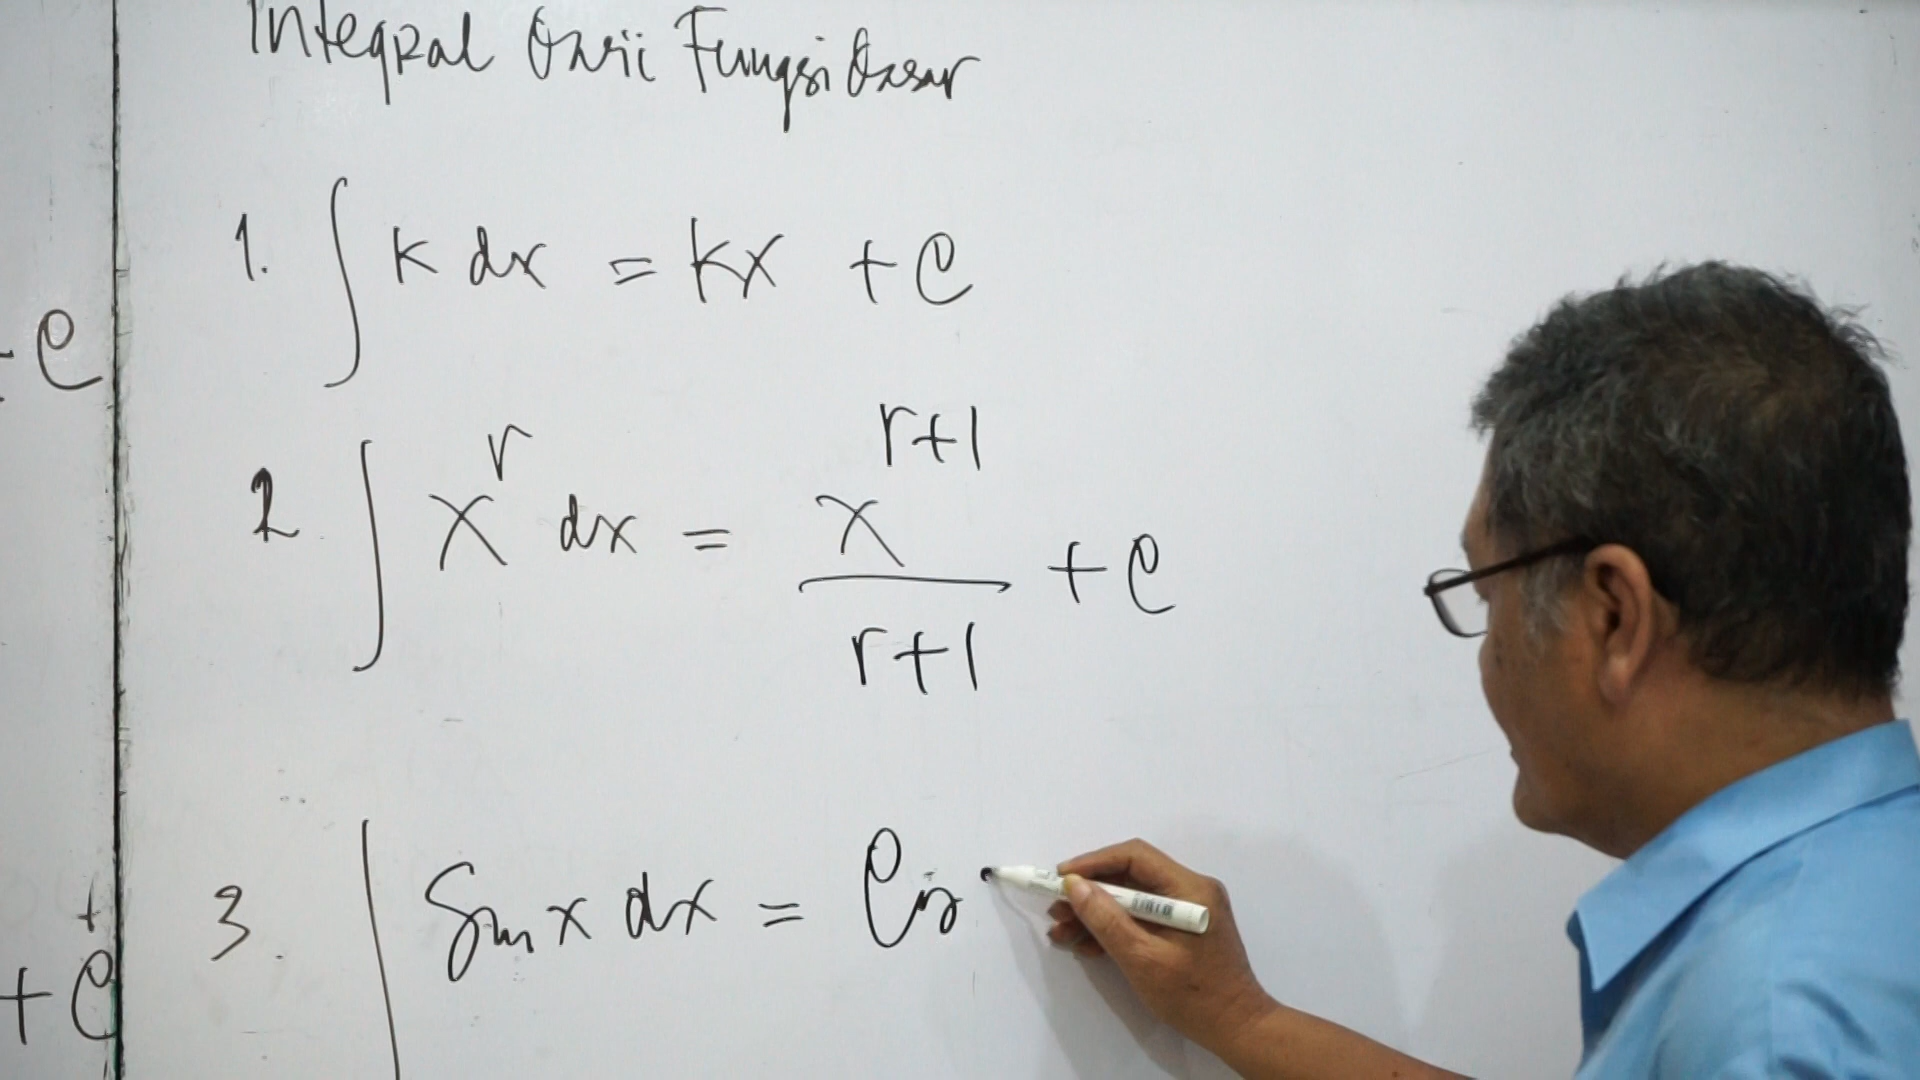 Integral Dari Fungsi Dasar
1. ∫ k dx = kx + C
2. ∫ x^r dx = x^(r+1)/(r+1) + C
3. ∫ Sin x dx = Cos
- C
+ C